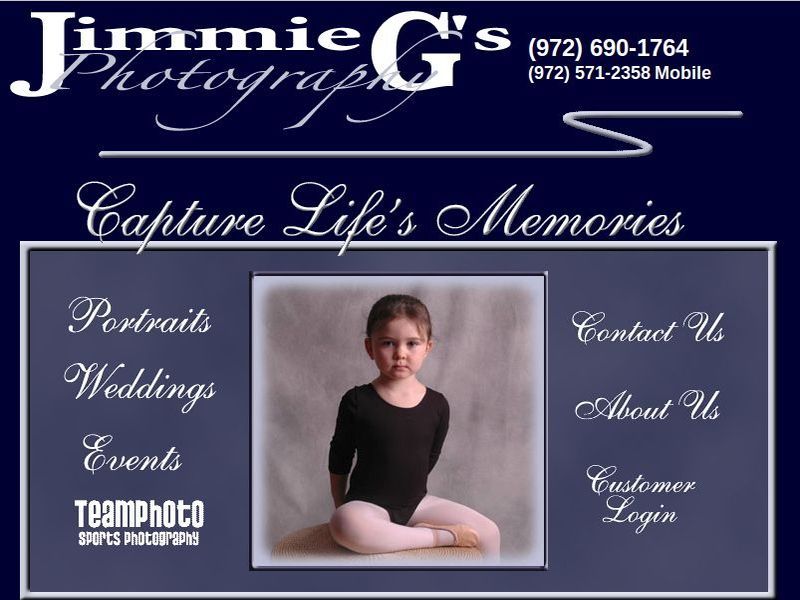 Jimmie G's
Photography
(972) 690-1764
(972) 571-2358 Mobile
Capture Life's Memories
Portraits
Weddings
Events
TeamPhoto
Sports Photography
Contact Us
About Us
Customer
Login